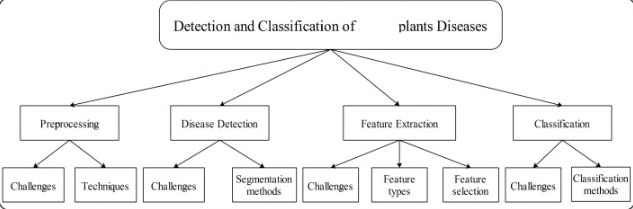 Detection and Classification of plants Diseases
Preprocessing
Disease Detection
Feature Extraction
Classification
Challenges
Techniques
Challenges
Segmentation
methods
Challenges
Feature
types
Feature
selection
Challenges
Classification
methods